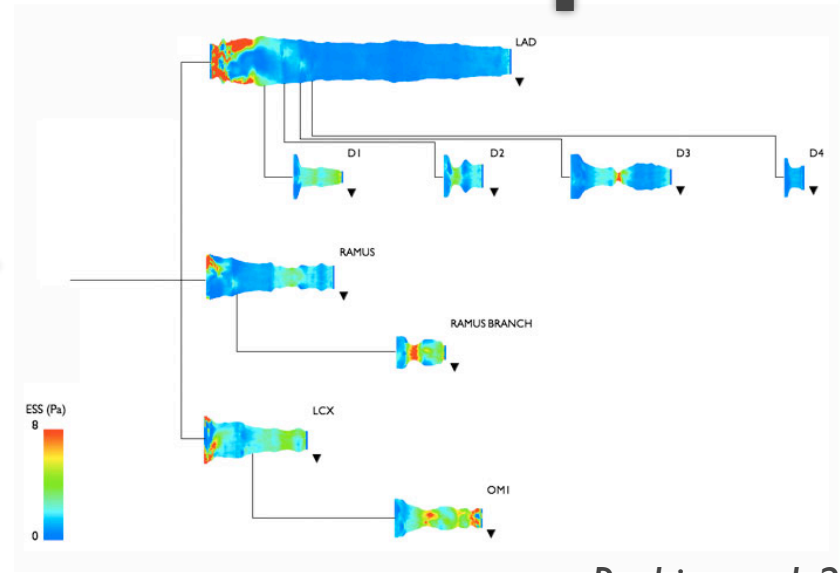 LAD
D1
D2
D3
D4
RAMUS
RAMUS BRANCH
LCX
ESS (Pa)
8
0
OM1